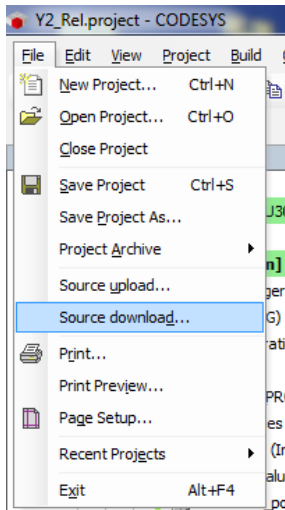 Y2_Rel.project - CODESYS
File Edit View Project Build
New Project... Ctrl+N
Open Project... Ctrl+O
Close Project
Save Project Ctrl+S
Save Project As...
Project Archive
Source upload...
Source download...
Print...
Print Preview...
Page Setup...
Recent Projects
Exit Alt+F4